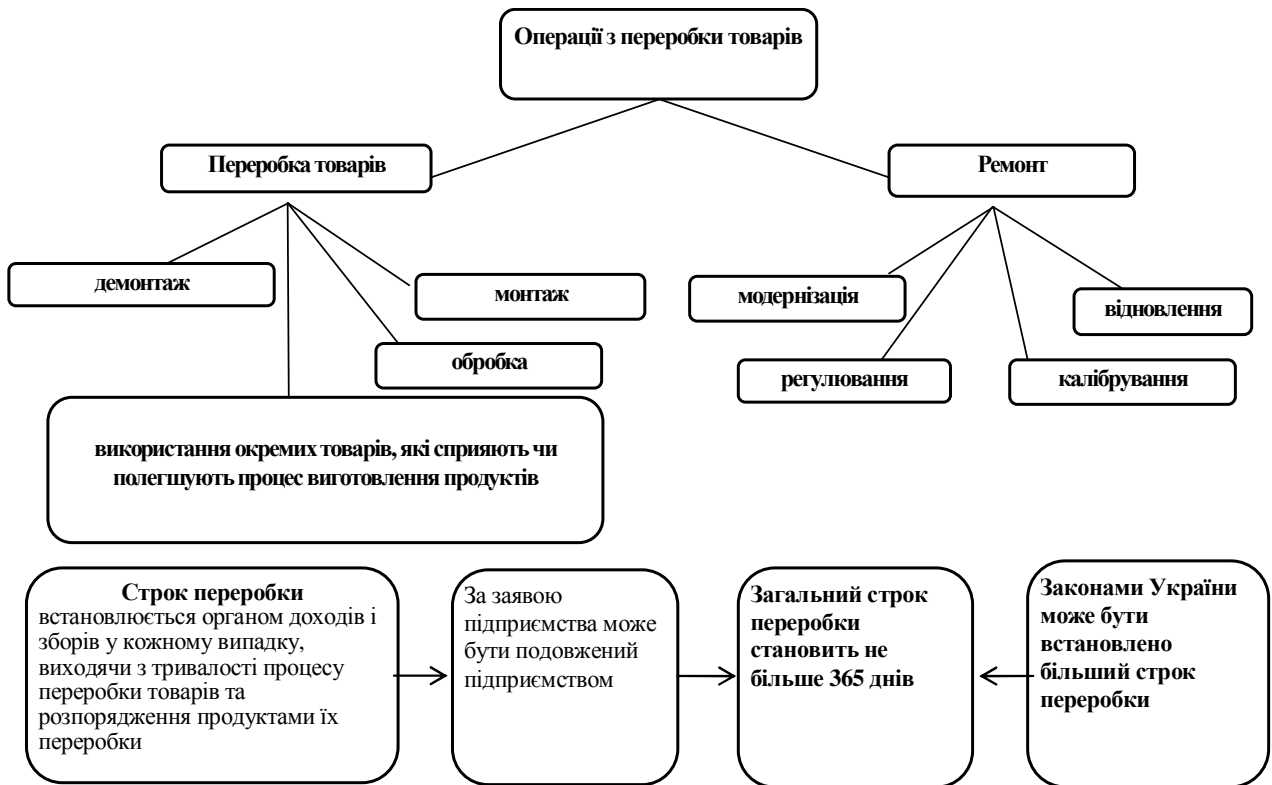 Операції з переробки товарів
Переробка товарів
Ремонт
демонтаж
монтаж
обробка
використання окремих товарів, які сприяють чи
полегшують процес виготовлення продуктів
модернізація
відновлення
регулювання
калібрування
Строк переробки
встановлюється органом доходів і
зборів у кожному випадку,
виходячи з тривалості процесу
переробки товарів та
розпорядження продуктами їх
переробки
За заявою
підприємства може
бути подовжений
підприємством
Загальний строк
переробки
становить не
більше 365 днів
Законами України
може бути
встановлено
більший строк
переробки